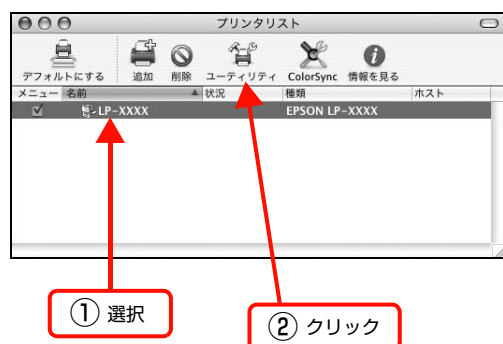 プリンタリスト
デフォルトにする 追加 削除 ユーティリティ ColorSync 情報を見る
メニュー 名前 状況 種類 ホスト
LP-XXXX EPSON LP-XXXX
① 選択
② クリック